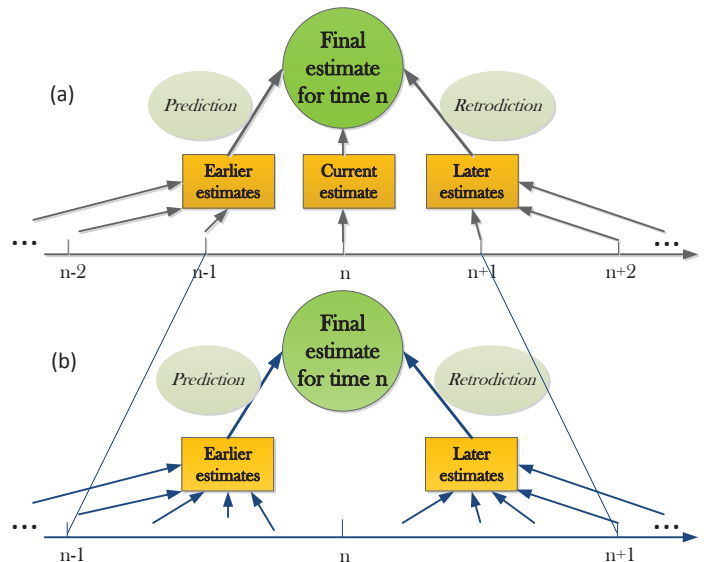 Final
estimate
for time n
(a)
Prediction
Retrodiction
Earlier
estimates
Current
estimate
Later
estimates
...
...
n-2
n-1
n
n+1
n+2
Final
estimate
for time n
(b)
Prediction
Retrodiction
Earlier
estimates
Later
estimates
...
...
n-1
n
n+1